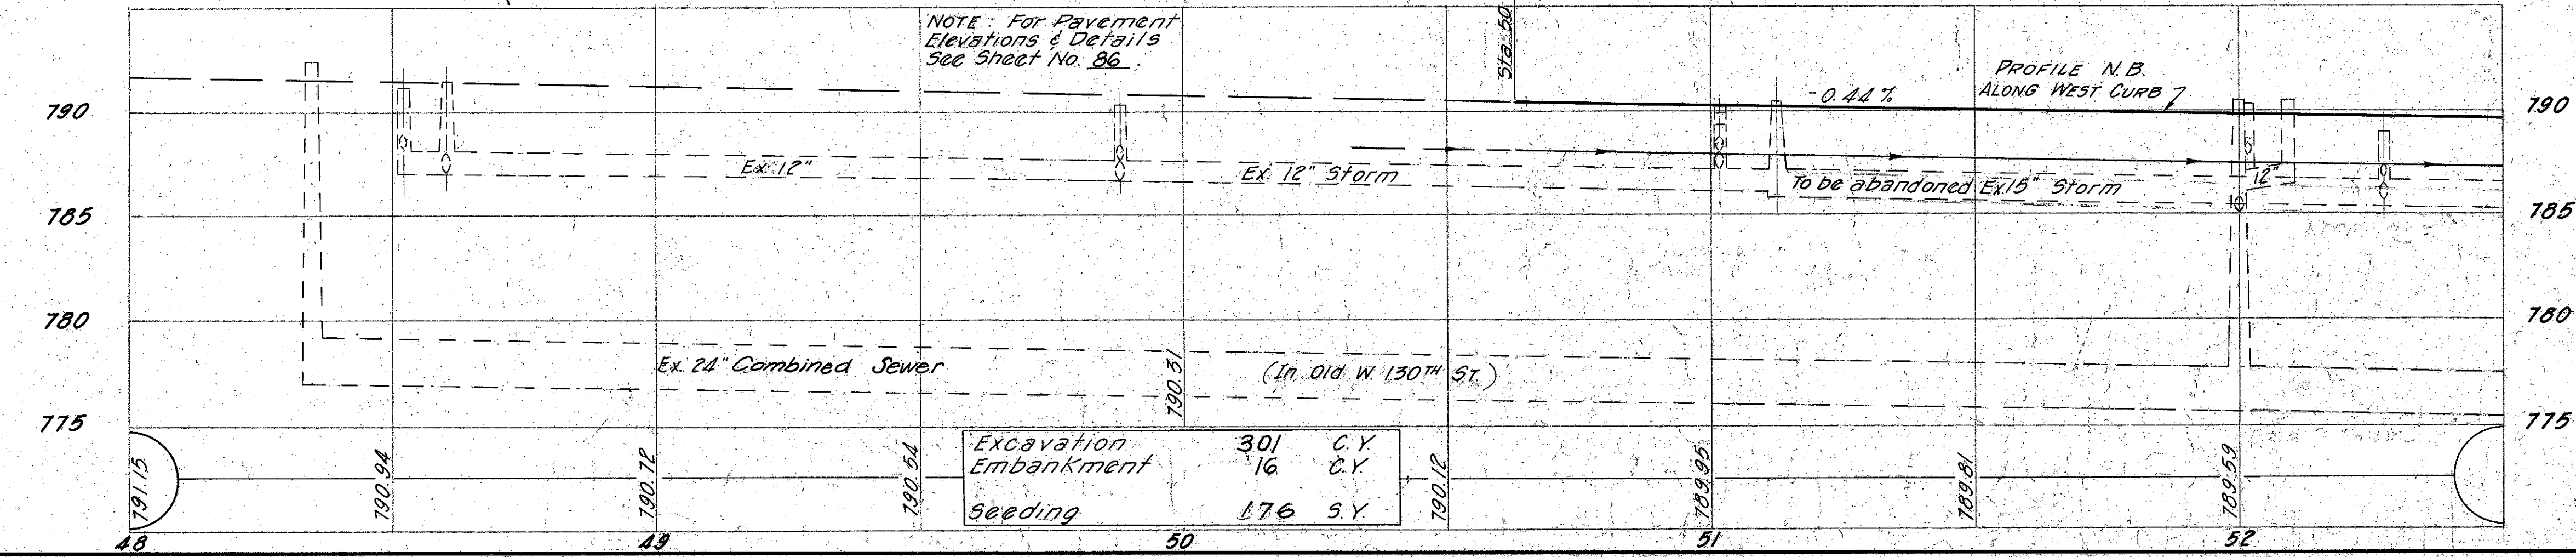 NOTE: For Pavement
Elevations & Details
See Sheet No. 86.
Sta. 50
PROFILE N.B.
ALONG WEST CURB
-0.44%
790
790
Ex. 12"
Ex. 12" Storm
To be abandoned Ex. 15" Storm
12"
785
785
780
780
Ex. 24" Combined Sewer
(In Old W. 130TH ST.)
775
775
791.15
790.94
790.72
790.54
790.31
790.12
789.95
789.81
789.59
Excavation 301 C.Y.
Embankment 16 C.Y.
Seeding 176 S.Y.
48
49
50
51
52